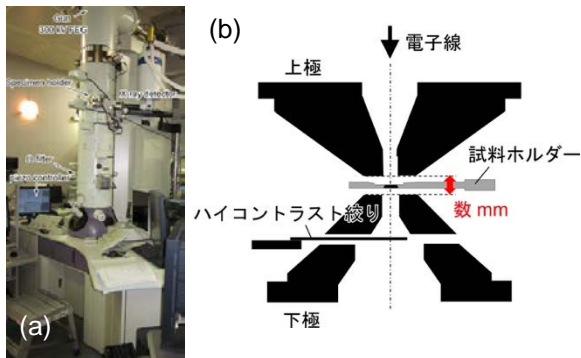 Gun
300 kV FEG
Specimen holder
X-ray detector
Ω filter
piezo controller
(a)
(b)
電子線
上極
試料ホルダー
数 mm
ハイコントラスト絞り
下極